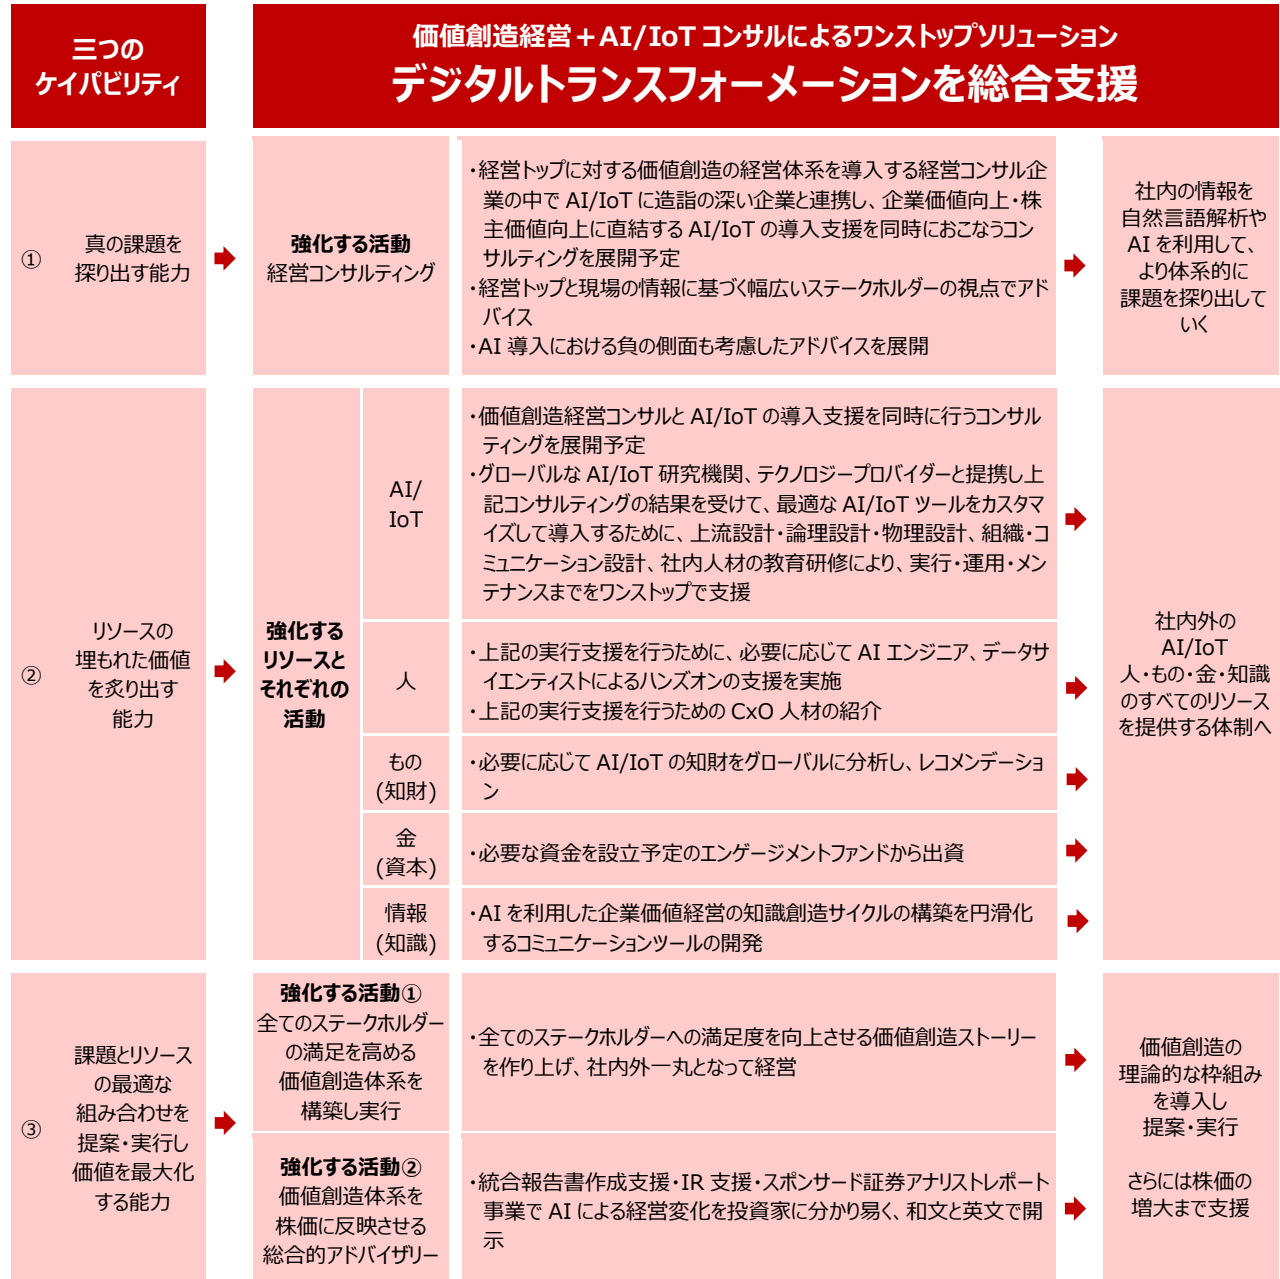 三つの
ケイパビリティ
価値創造経営＋AI/IoTコンサルによるワンストップソリューション
デジタルトランスフォーメーションを総合支援
①
真の課題を
探り出す能力
強化する活動
経営コンサルティング
・経営トップに対する価値創造の経営体系を導入する経営コンサル企
業の中で AI/IoT に造詣の深い企業と連携し、企業価値向上・株
主価値向上に直結する AI/IoT の導入支援を同時におこなうコン
サルティングを展開予定
・経営トップと現場の情報に基づく幅広いステークホルダーの視点でアド
バイス
・AI 導入における負の側面も考慮したアドバイスを展開
社内の情報を
自然言語解析や
AI を利用して、
より体系的に
課題を探り出して
いく
②
リソースの
埋もれた価値
を炙り出す
能力
強化する
リソースと
それぞれの
活動
AI/
IoT
・価値創造経営コンサルと AI/IoT の導入支援を同時に行うコンサル
ティングを展開予定
・グローバルな AI/IoT 研究機関、テクノロジープロバイダーと提携し上
記コンサルティングの結果を受けて、最適な AI/IoT ツールをカスタマ
イズして導入するために、上流設計・論理設計・物理設計、組織・コ
ミュニケーション設計、社内人材の教育研修により、実行・運用・メン
テナンスまでをワンストップで支援
人
・上記の実行支援を行うために、必要に応じて AI エンジニア、データサ
イエンティストによるハンズオンの支援を実施
・上記の実行支援を行うための CxO 人材の紹介
もの
(知財)
・必要に応じて AI/IoT の知財をグローバルに分析し、レコメンデーショ
ン
金
(資本)
・必要な資金を設立予定のエンゲージメントファンドから出資
情報
(知識)
・AI を利用した企業価値経営の知識創造サイクルの構築を円滑化
するコミュニケーションツールの開発
社内外の
AI/IoT
人・もの・金・知識
のすべてのリソース
を提供する体制へ
③
課題とリソース
の最適な
組み合わせを
提案・実行し
価値を最大化
する能力
強化する活動①
全てのステークホルダー
の満足を高める
価値創造体系を
構築し実行
・全てのステークホルダーへの満足度を向上させる価値創造ストーリー
を作り上げ、社内外一丸となって経営
強化する活動②
価値創造体系を
株価に反映させる
総合的アドバイザリー
・統合報告書作成支援・IR 支援・スポンサード証券アナリストレポート
事業で AI による経営変化を投資家に分かり易く、和文と英文で開
示
価値創造の
理論的な枠組み
を導入し
提案・実行
さらには株価の
増大まで支援